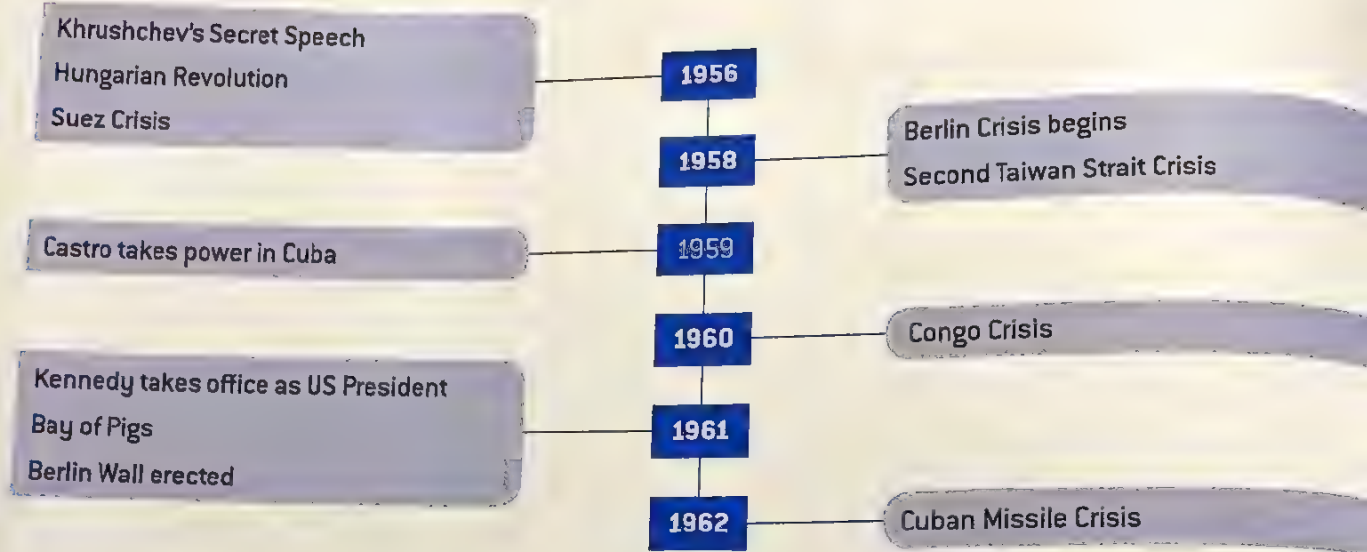 Khrushchev's Secret Speech
Hungarian Revolution
Suez Crisis
1956
1958
Berlin Crisis begins
Second Taiwan Strait Crisis
Castro takes power in Cuba
1959
1960
Congo Crisis
Kennedy takes office as US President
Bay of Pigs
Berlin Wall erected
1961
1962
Cuban Missile Crisis